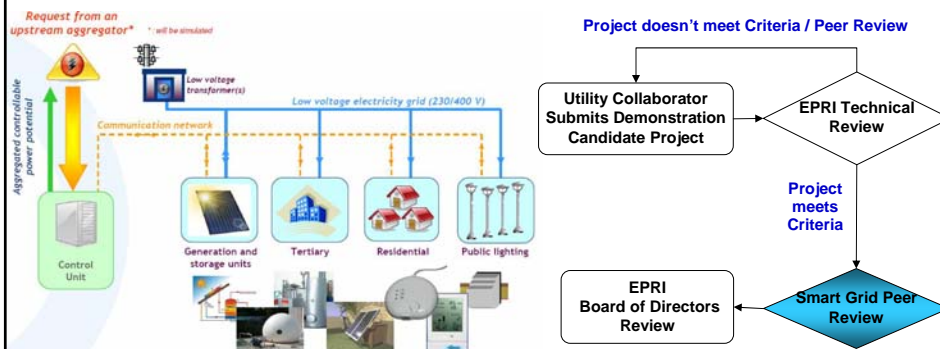 Request from an
upstream aggregator*
* : will be simulated
Low voltage
transformer(s)
Low voltage electricity grid (230/400 V)
Communication network
Aggregated controllable
power potential
Control
Unit
Generation and
storage units
Tertiary
Residential
Public lighting
Project doesn't meet Criteria / Peer Review
Utility Collaborator
Submits Demonstration
Candidate Project
EPRI Technical
Review
Project
meets
Criteria
EPRI
Board of Directors
Review
Smart Grid Peer
Review